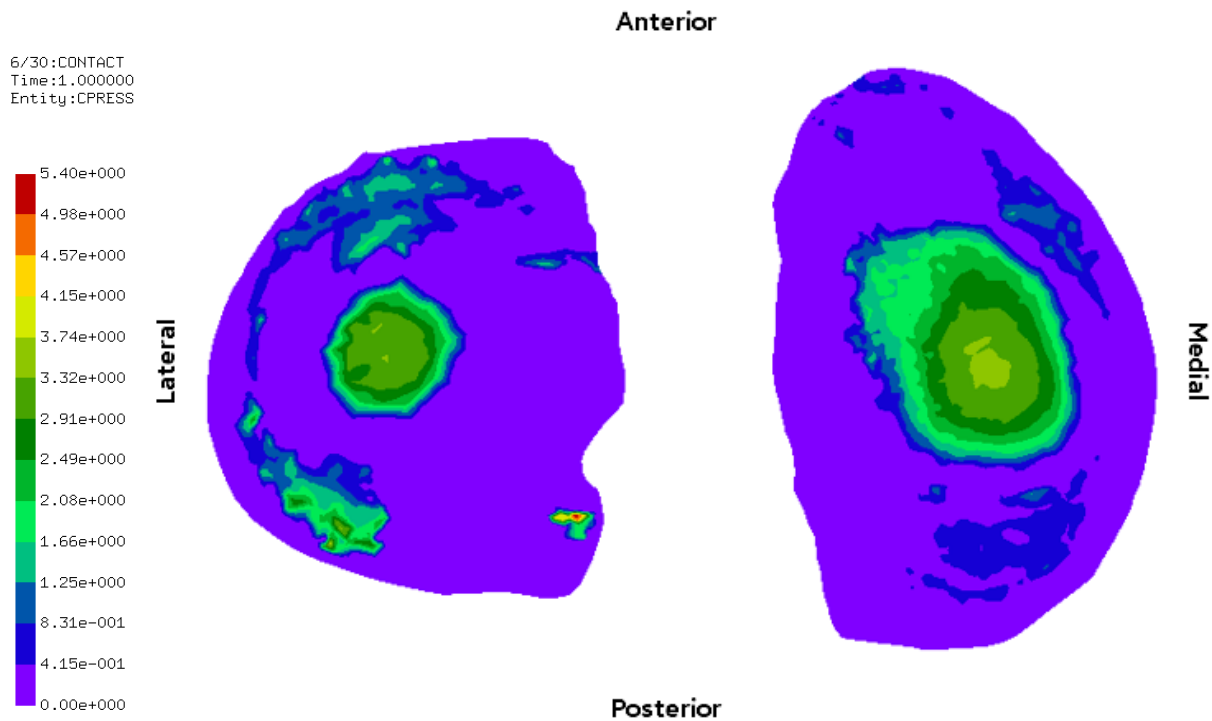 Anterior
6/30:CONTACT
Time:1.000000
Entity:CPRESS
5.40e+000
4.98e+000
4.57e+000
4.15e+000
3.74e+000
3.32e+000
2.91e+000
2.49e+000
2.08e+000
1.66e+000
1.25e+000
8.31e-001
4.15e-001
0.00e+000
Lateral
Medial
Posterior